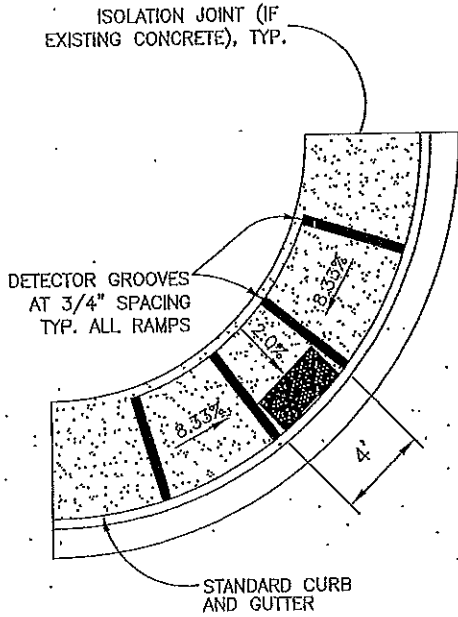 ISOLATION JOINT (IF
EXISTING CONCRETE), TYP.
DETECTOR GROOVES
AT 3/4" SPACING
TYP. ALL RAMPS
8.33%
2.0%
8.33%
4'
STANDARD CURB
AND GUTTER